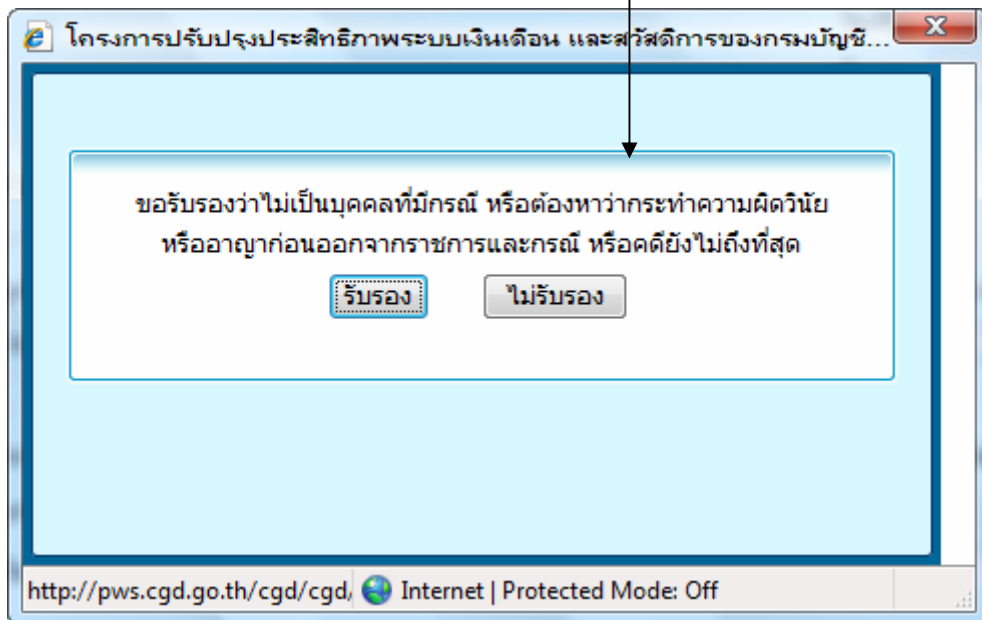 โครงการปรับปรุงประสิทธิภาพระบบเงินเดือน และสวัสดิการของกรมบัญชี...
ขอรับรองว่าไม่เป็นบุคคลที่มีกรณี หรือต้องหาว่ากระทำความผิดวินัย
หรืออาญาก่อนออกจากราชการและกรณี หรือคดียังไม่ถึงที่สุด
รับรอง ไม่รับรอง
http://pws.cgd.go.th/cgd/cgd/ Internet | Protected Mode: Off